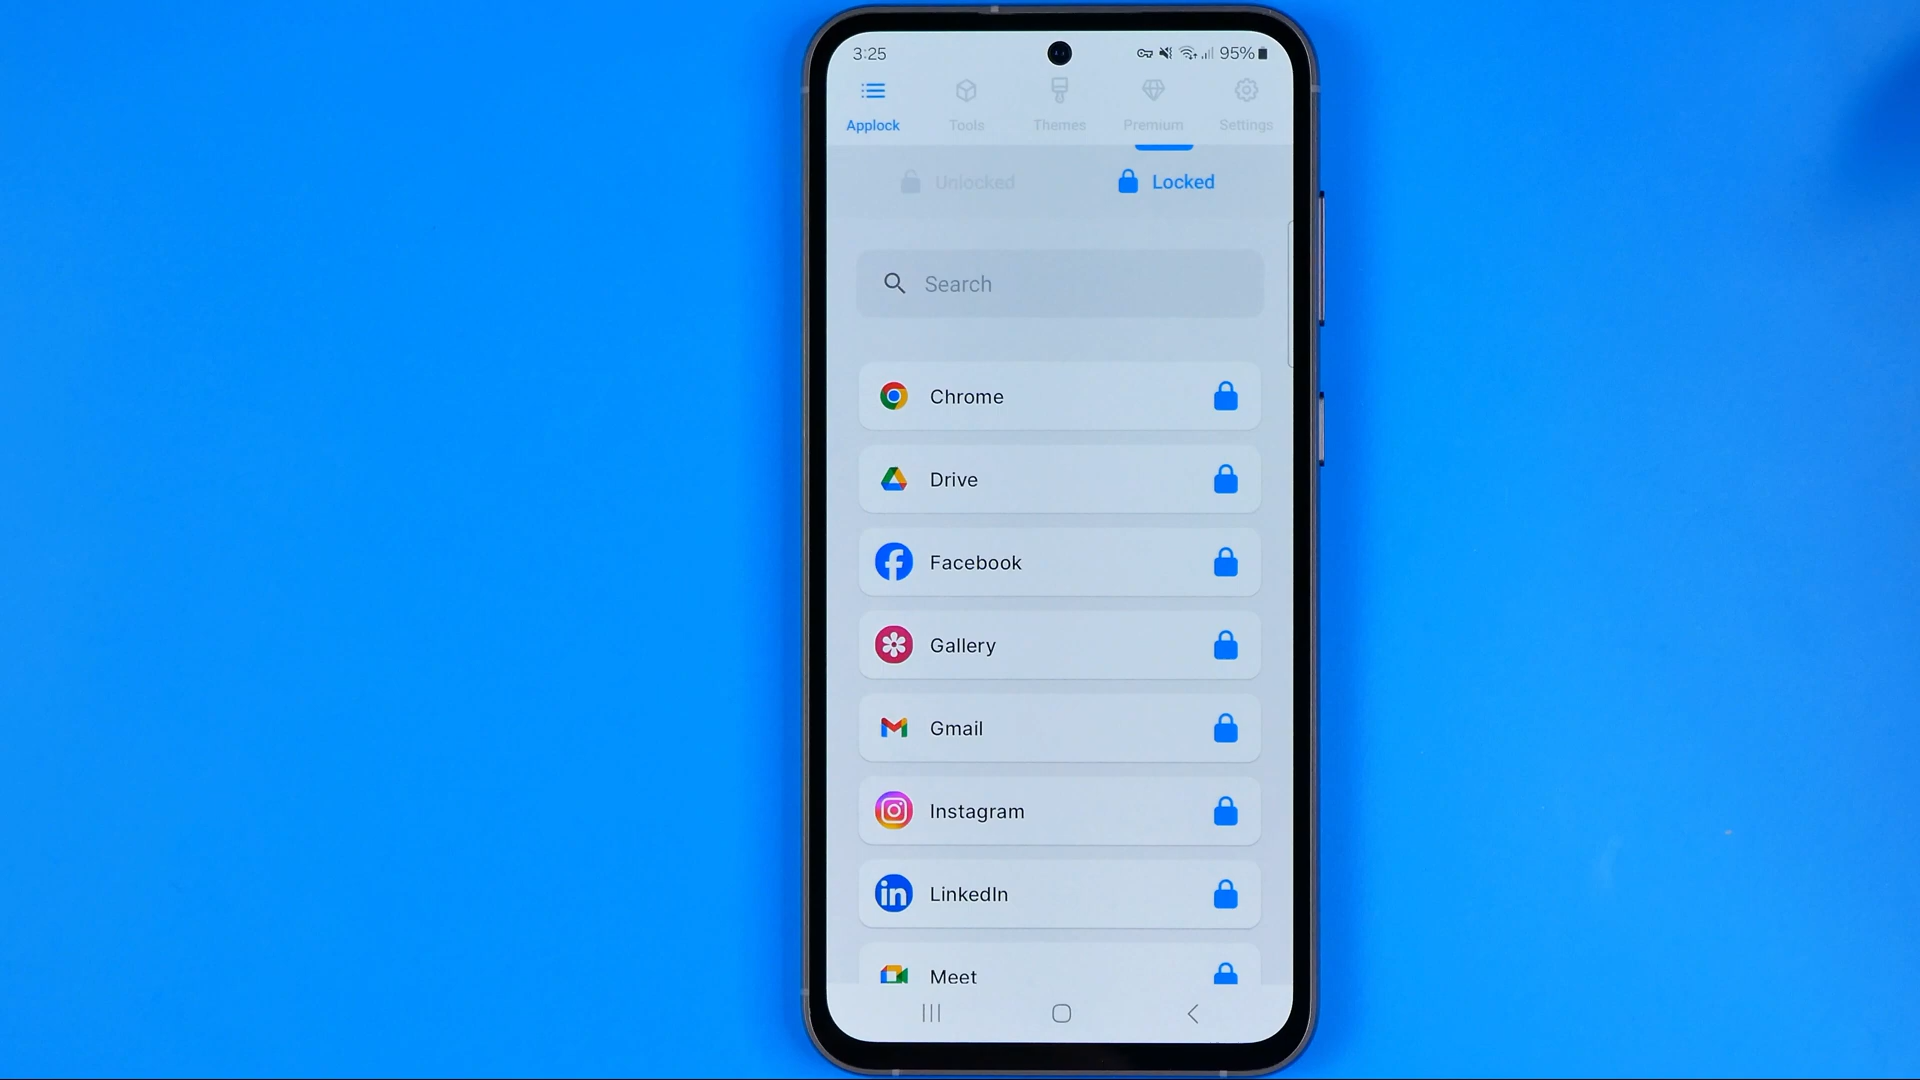 3:25 95%
Applock Tools Themes Premium Settings
Unlocked Locked
Search
Chrome
Drive
Facebook
Gallery
Gmail
Instagram
in LinkedIn
Meet